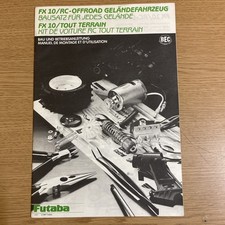 FX 10/RC-OFFROAD GELÄNDEFAHRZEUG
BAUSATZ FÜR JEDES GELÄNDE
FX 10/TOUT TERRAIN
KIT DE VOITURE RC TOUT TERRAIN
BAU UND BETRIEBSANLEITUNG
MANUEL DE MONTAGE ET D'UTILISATION
REC
Futaba